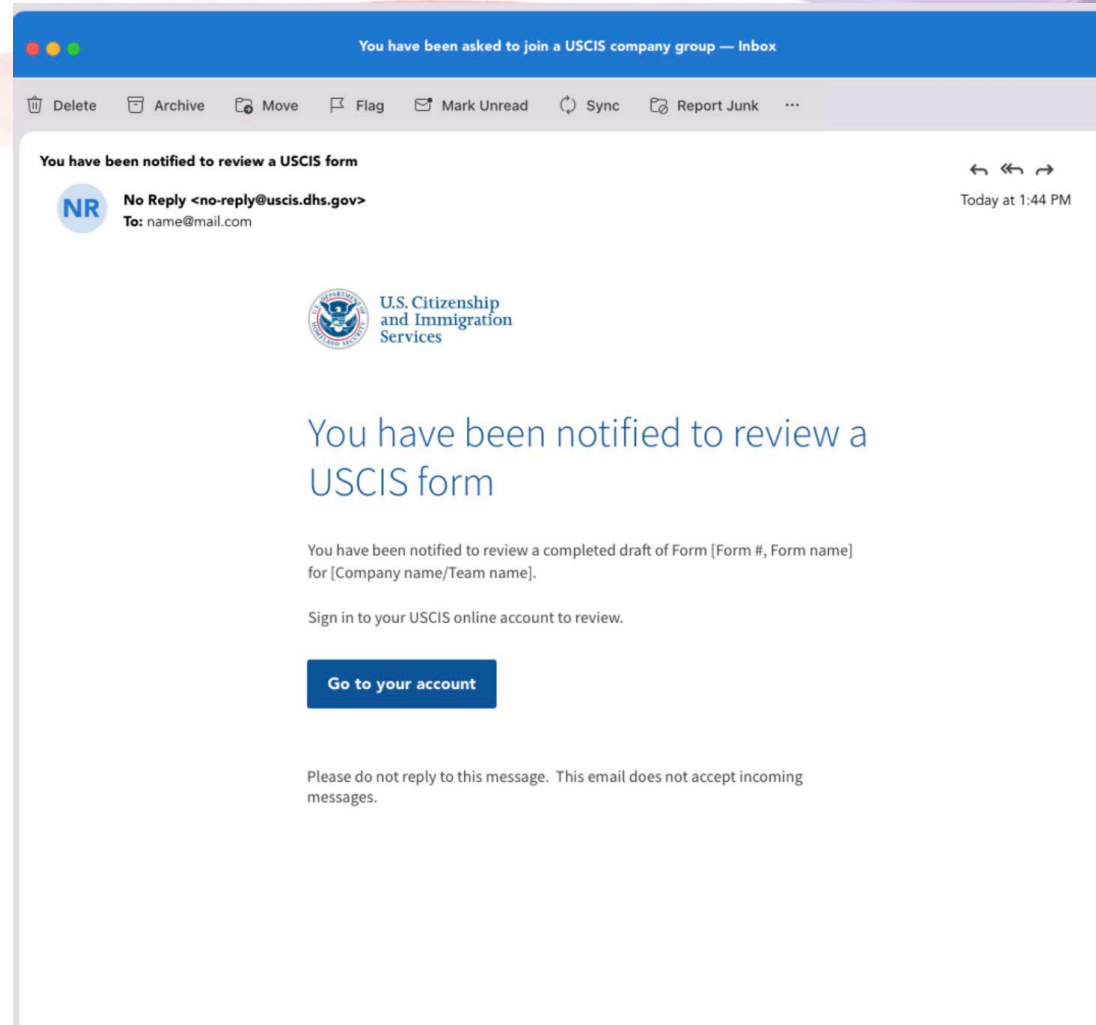 You have been asked to join a USCIS company group — Inbox
Delete Archive Move Flag Mark Unread Sync Report Junk ...
You have been notified to review a USCIS form
NR
No Reply <no-reply@uscis.dhs.gov>
To: name@mail.com
Today at 1:44 PM
U.S. DEPARTMENT OF HOMELAND SECURITY
U.S. Citizenship
and Immigration
Services
You have been notified to review a
USCIS form
You have been notified to review a completed draft of Form [Form #, Form name]
for [Company name/Team name].
Sign in to your USCIS online account to review.
Go to your account
Please do not reply to this message. This email does not accept incoming
messages.